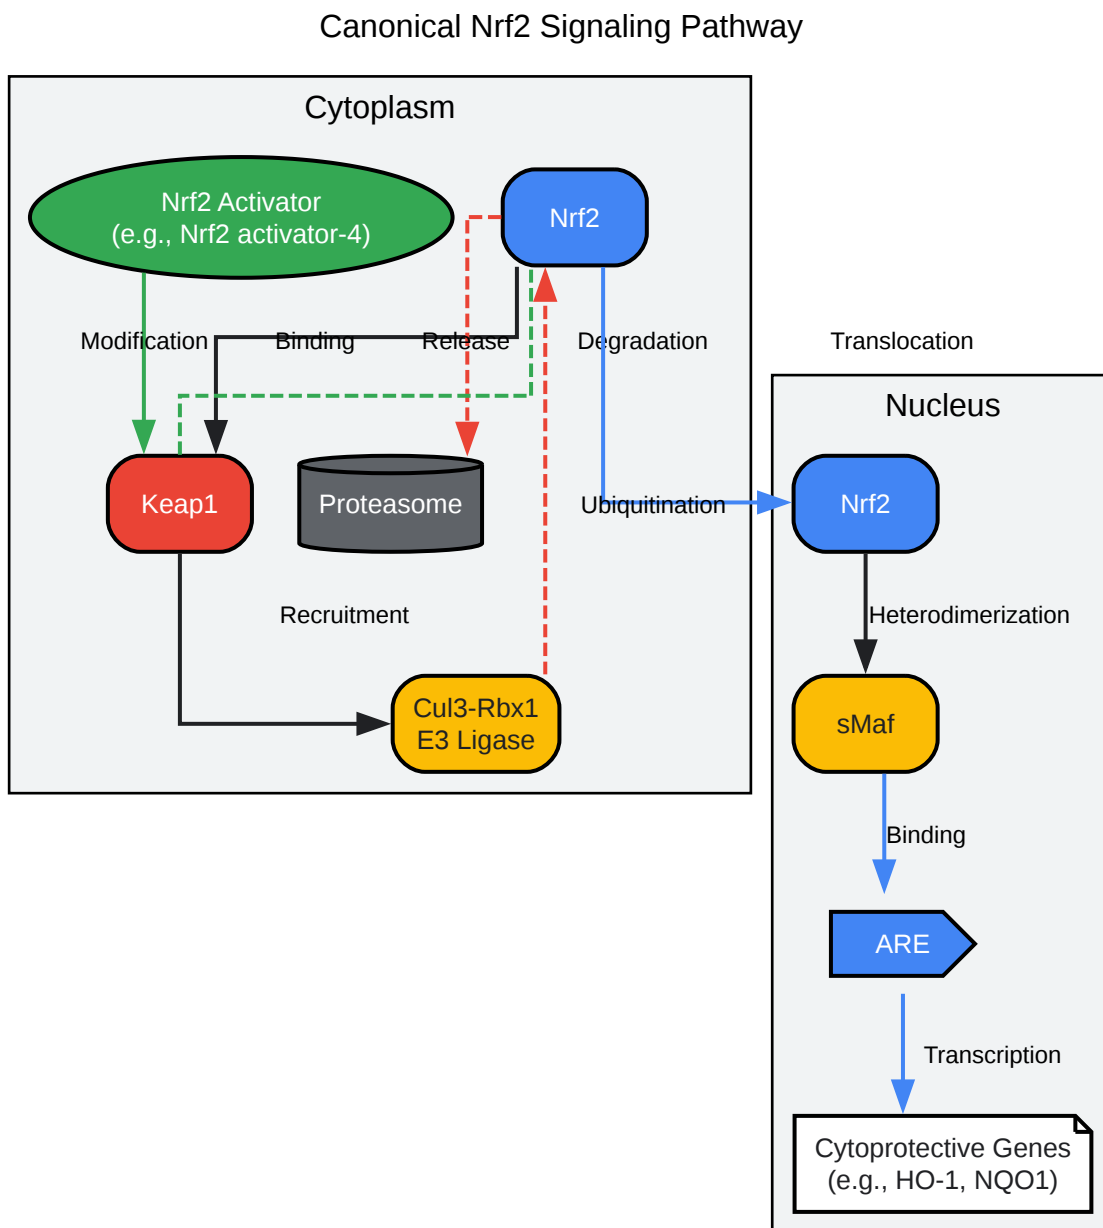 Canonical Nrf2 Signaling Pathway
Cytoplasm
Nrf2 Activator
(e.g., Nrf2 activator-4)
Nrf2
Modification
Binding
Release
Degradation
Translocation
Nucleus
Keap1
Proteasome
Ubiquitination
Nrf2
Recruitment
Heterodimerization
Cul3-Rbx1
E3 Ligase
sMaf
Binding
ARE
Transcription
Cytoprotective Genes
(e.g., HO-1, NQO1)